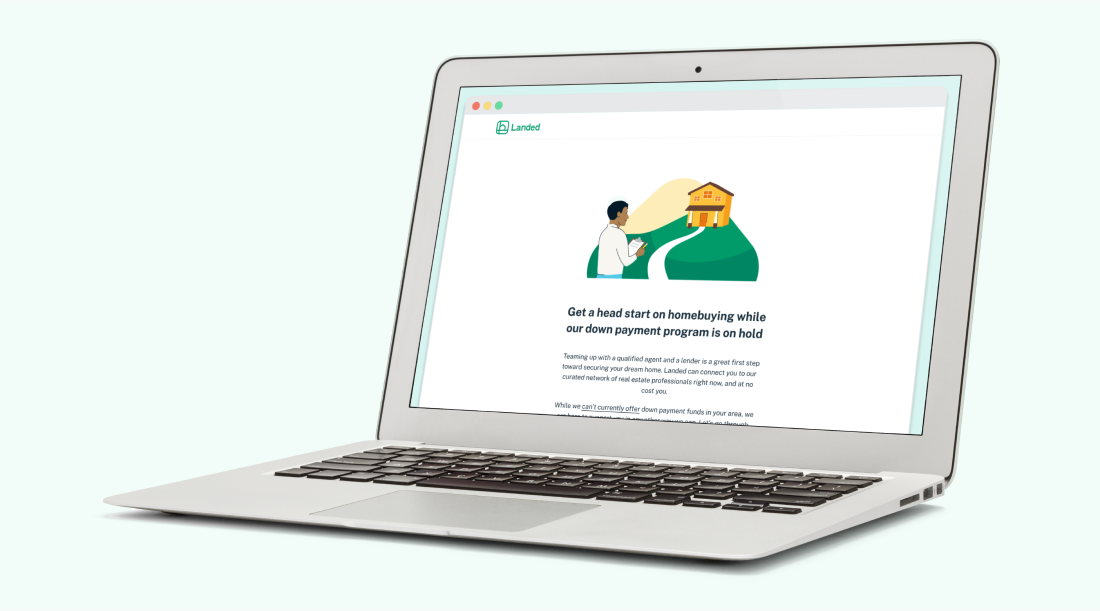 Landed
Get a head start on homebuying while
our down payment program is on hold
Teaming up with a qualified agent and a lender is a great first step
toward securing your dream home. Landed can connect you to our
curated network of real estate professionals right now, and at no
cost you.
While we can't currently offer down payment funds in your area, we